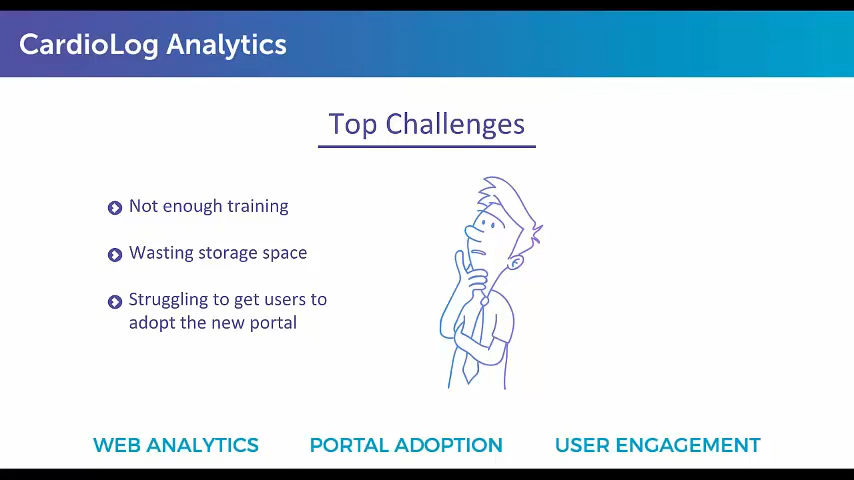 CardioLog Analytics
Top Challenges
Not enough training
Wasting storage space
Struggling to get users to
adopt the new portal
WEB ANALYTICS PORTAL ADOPTION USER ENGAGEMENT